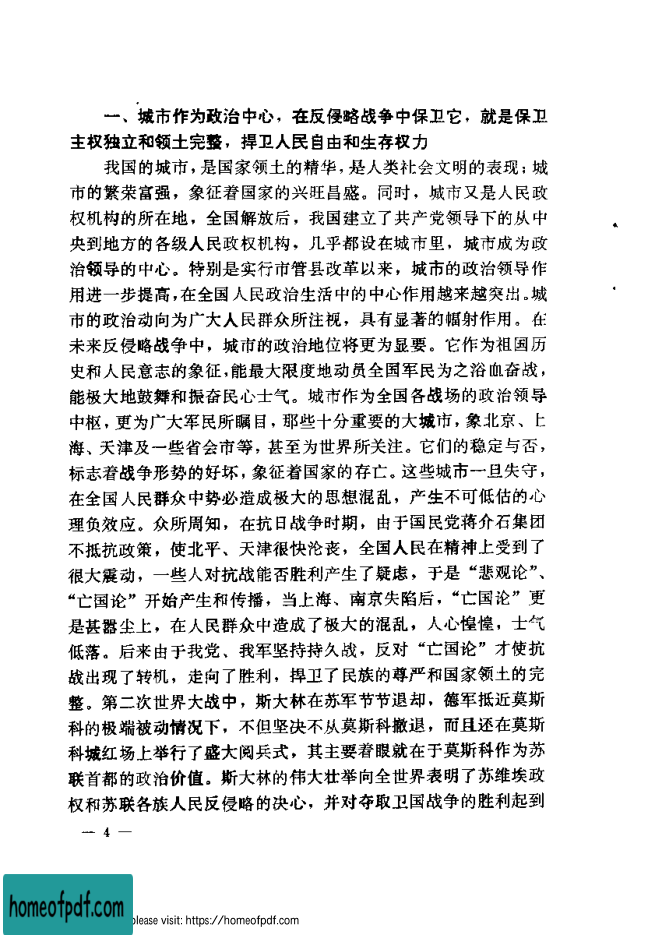 一、城市作为政治中心，在反侵略战争中保卫它，就是保卫
主权独立和领土完整，捍卫人民自由和生存权力
我国的城市，是国家领土的精华，是人类社会文明的表现；城
市的繁荣富强，象征着国家的兴旺昌盛。同时，城市又是人民政
权机构的所在地，全国解放后，我国建立了共产党领导下的从中
央到地方的各级人民政权机构，几乎都设在城市里，城市成为政
治领导的中心。特别是实行市管县改革以来，城市的政治领导作
用进一步提高，在全国人民政治生活中的中心作用越来越突出。城
市的政治动向为广大人民群众所注视，具有显著的幅射作用。在
未来反侵略战争中，城市的政治地位将更为显要。它作为祖国历
史和人民意志的象征，能最大限度地动员全国军民为之浴血奋战，
能极大地鼓舞和振奋民心士气。城市作为全国各战场的政治领导
中枢，更为广大军民所瞩目，那些十分重要的大城市，象北京、上
海、天津及一些省会市等，甚至为世界所关注。它们的稳定与否，
标志着战争形势的好坏，象征着国家的存亡。这些城市一旦失守，
在全国人民群众中势必造成极大的思想混乱，产生不可低估的心
理负效应。众所周知，在抗日战争时期，由于国民党蒋介石集团
不抵抗政策，使北平、天津很快沦丧，全国人民在精神上受到了
很大震动，一些人对抗战能否胜利产生了疑虑，于是“悲观论”、
“亡国论”开始产生和传播，当上海、南京失陷后，“亡国论”更
是甚嚣尘上，在人民群众中造成了极大的混乱，人心惶惶，士气
低落。后来由于我党、我军坚持持久战，反对“亡国论”才使抗
战出现了转机，走向了胜利，捍卫了民族的尊严和国家领土的完
整。第二次世界大战中，斯大林在苏军节节退却，德军抵近莫斯
科的极端被动情况下，不但坚决不从莫斯科撤退，而且还在莫斯
科城红场上举行了盛大阅兵式，其主要着眼就在于莫斯科作为苏
联首都的政治价值。斯大林的伟大壮举向全世界表明了苏维埃政
权和苏联各族人民反侵略的决心，并对夺取卫国战争的胜利起到
— 4 —
homeofpdf.com
please visit: https://homeofpdf.com